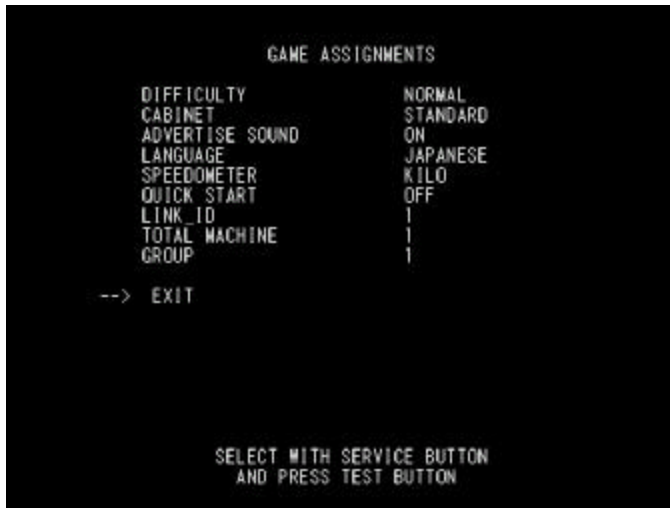 GAME ASSIGNMENTS
DIFFICULTY NORMAL
CABINET STANDARD
ADVERTISE SOUND ON
LANGUAGE JAPANESE
SPEEDOMETER KILO
QUICK START OFF
LINK_ID 1
TOTAL MACHINE 1
GROUP 1
--> EXIT
SELECT WITH SERVICE BUTTON
AND PRESS TEST BUTTON